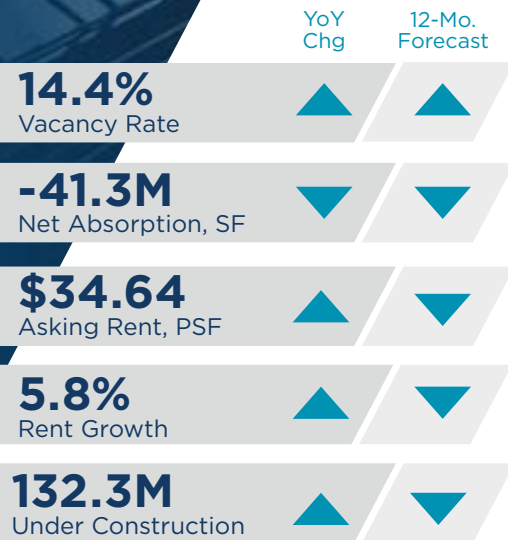 YoY
Chg
12-Mo.
Forecast
14.4%
Vacancy Rate
-41.3M
Net Absorption, SF
$34.64
Asking Rent, PSF
5.8%
Rent Growth
132.3M
Under Construction